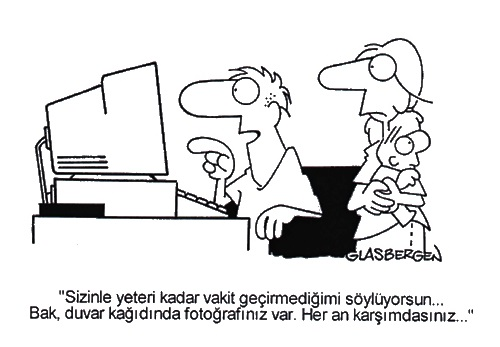 GLASBERGEN
"Sizinle yeteri kadar vakit geçirmediğimi söylüyorsun...
Bak, duvar kağıdında fotoğrafınız var. Her an karşımdasınız..."